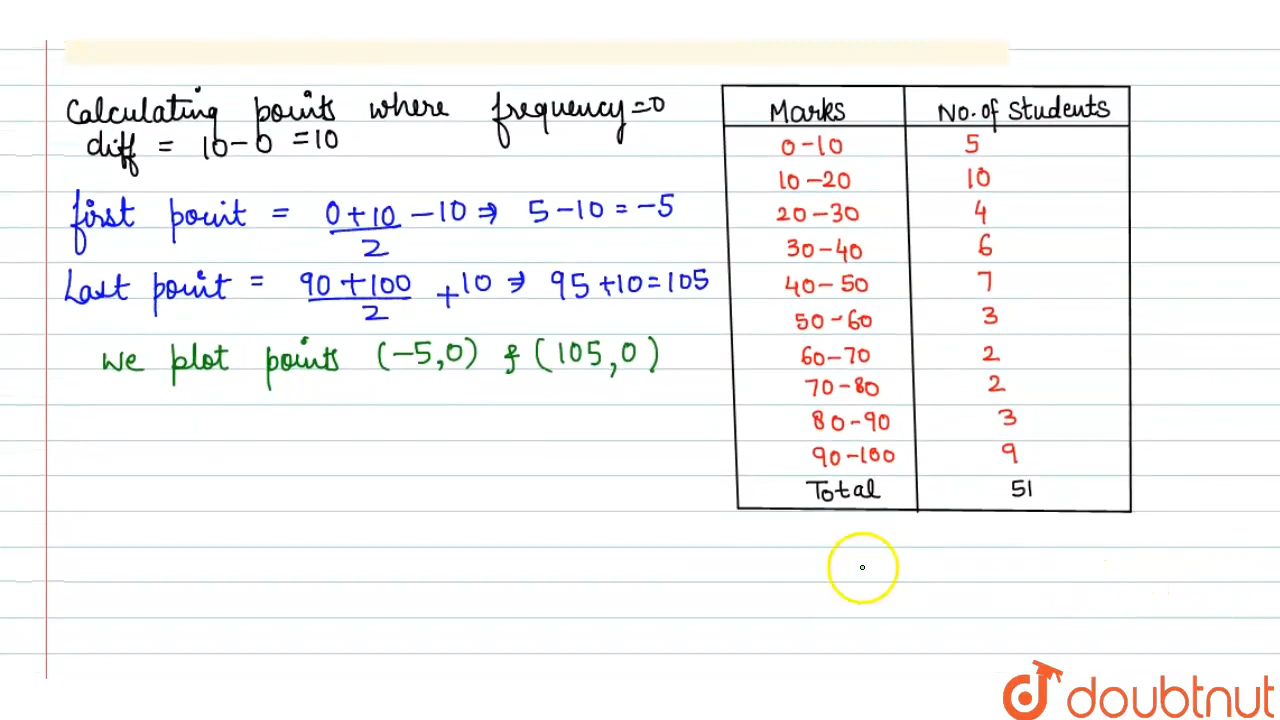 Calculating points where frequency=0
diff = 10-0 =10
first point = (0+10)/2 -10 ⇒ 5-10=-5
Last point = (90+100)/2 +10 ⇒ 95+10=105
we plot points (-5,0) & (105,0)
Marks No. of Students
0-10 5
10-20 10
20-30 4
30-40 6
40-50 7
50-60 3
60-70 2
70-80 2
80-90 3
90-100 9
Total 51
doubtnut